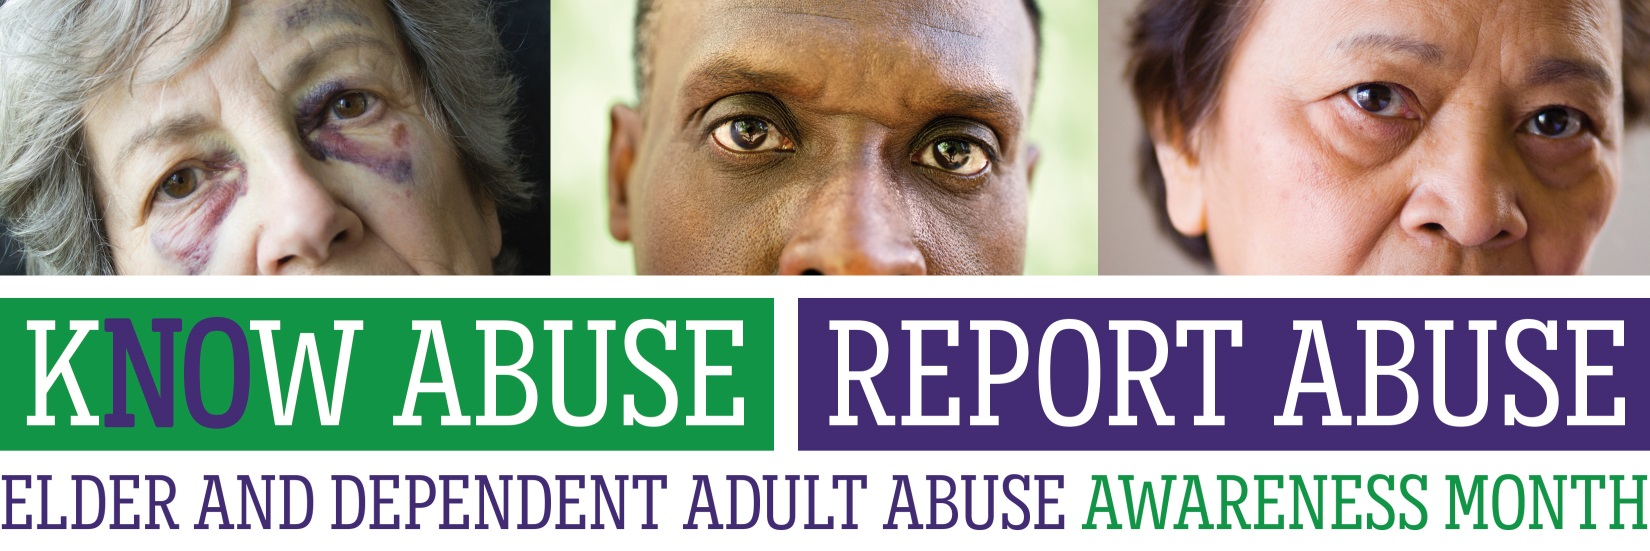 KNOW ABUSE REPORT ABUSE
ELDER AND DEPENDENT ADULT ABUSE AWARENESS MONTH